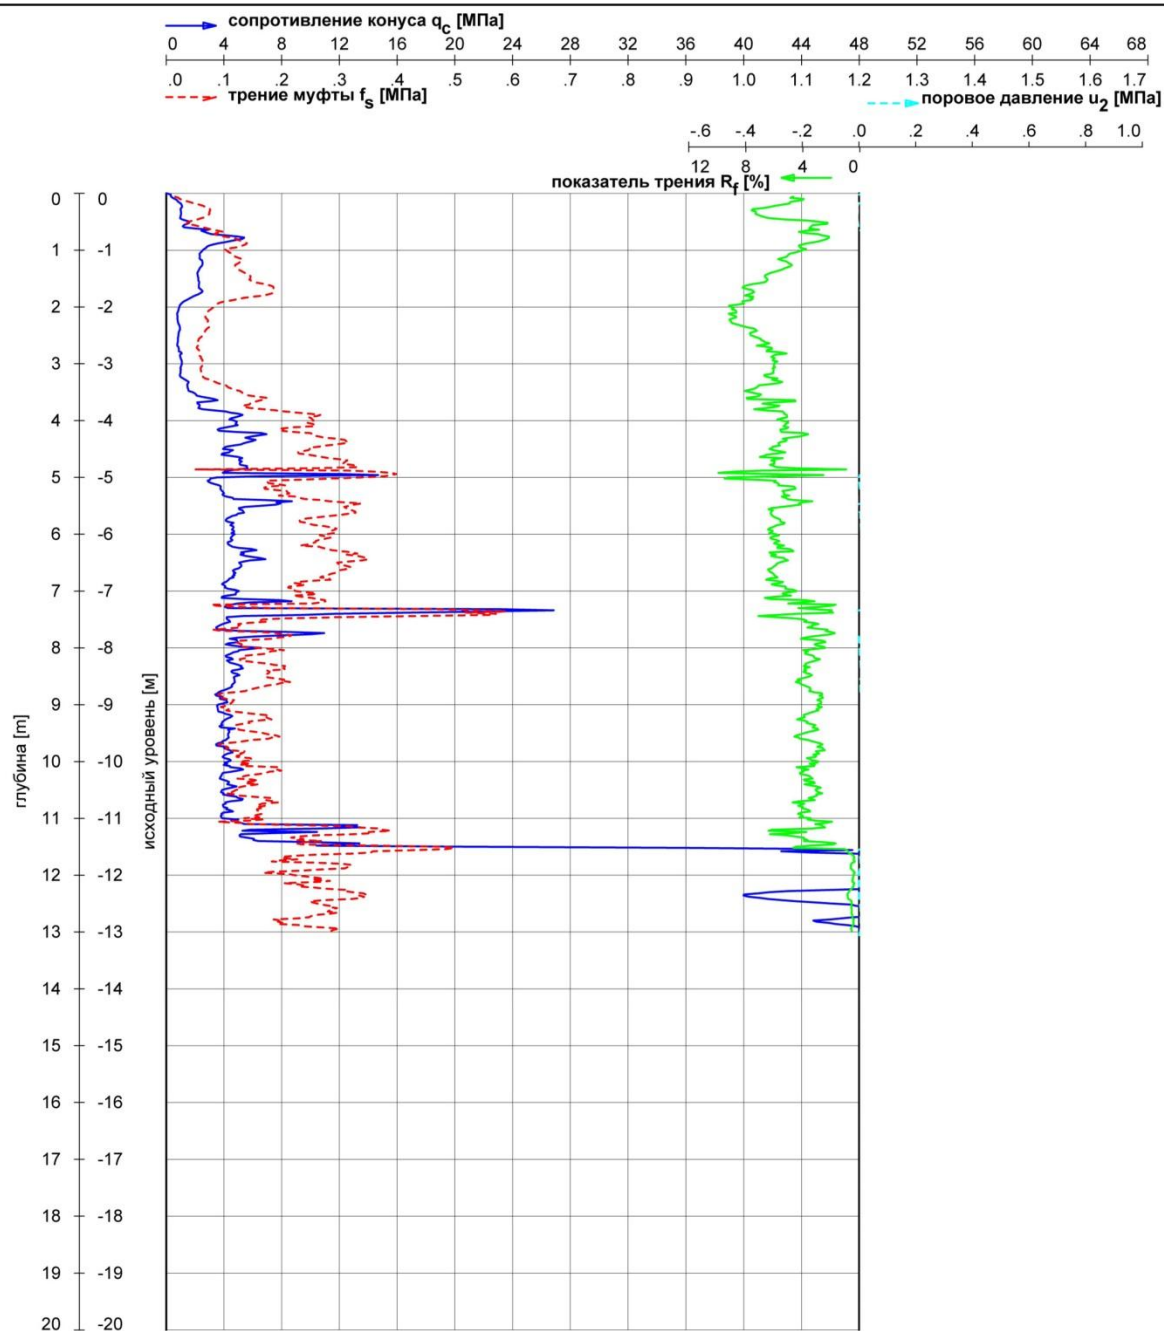 сопротивление конуса qc [МПа]
0 4 8 12 16 20 24 28 32 36 40 44 48 52 56 60 64 68
.0 .1 .2 .3 .4 .5 .6 .7 .8 .9 1.0 1.1 1.2 1.3 1.4 1.5 1.6 1.7
трение муфты fs [МПа]
поровое давление u2 [МПа]
-.6 -.4 -.2 .0 .2 .4 .6 .8 1.0
12 8 4 0
показатель трения Rf [%]
0 0
1 -1
2 -2
3 -3
4 -4
5 -5
6 -6
7 -7
8 -8
9 -9
10 -10
11 -11
12 -12
13 -13
14 -14
15 -15
16 -16
17 -17
18 -18
19 -19
20 -20
глубина [m]
исходный уровень [м]